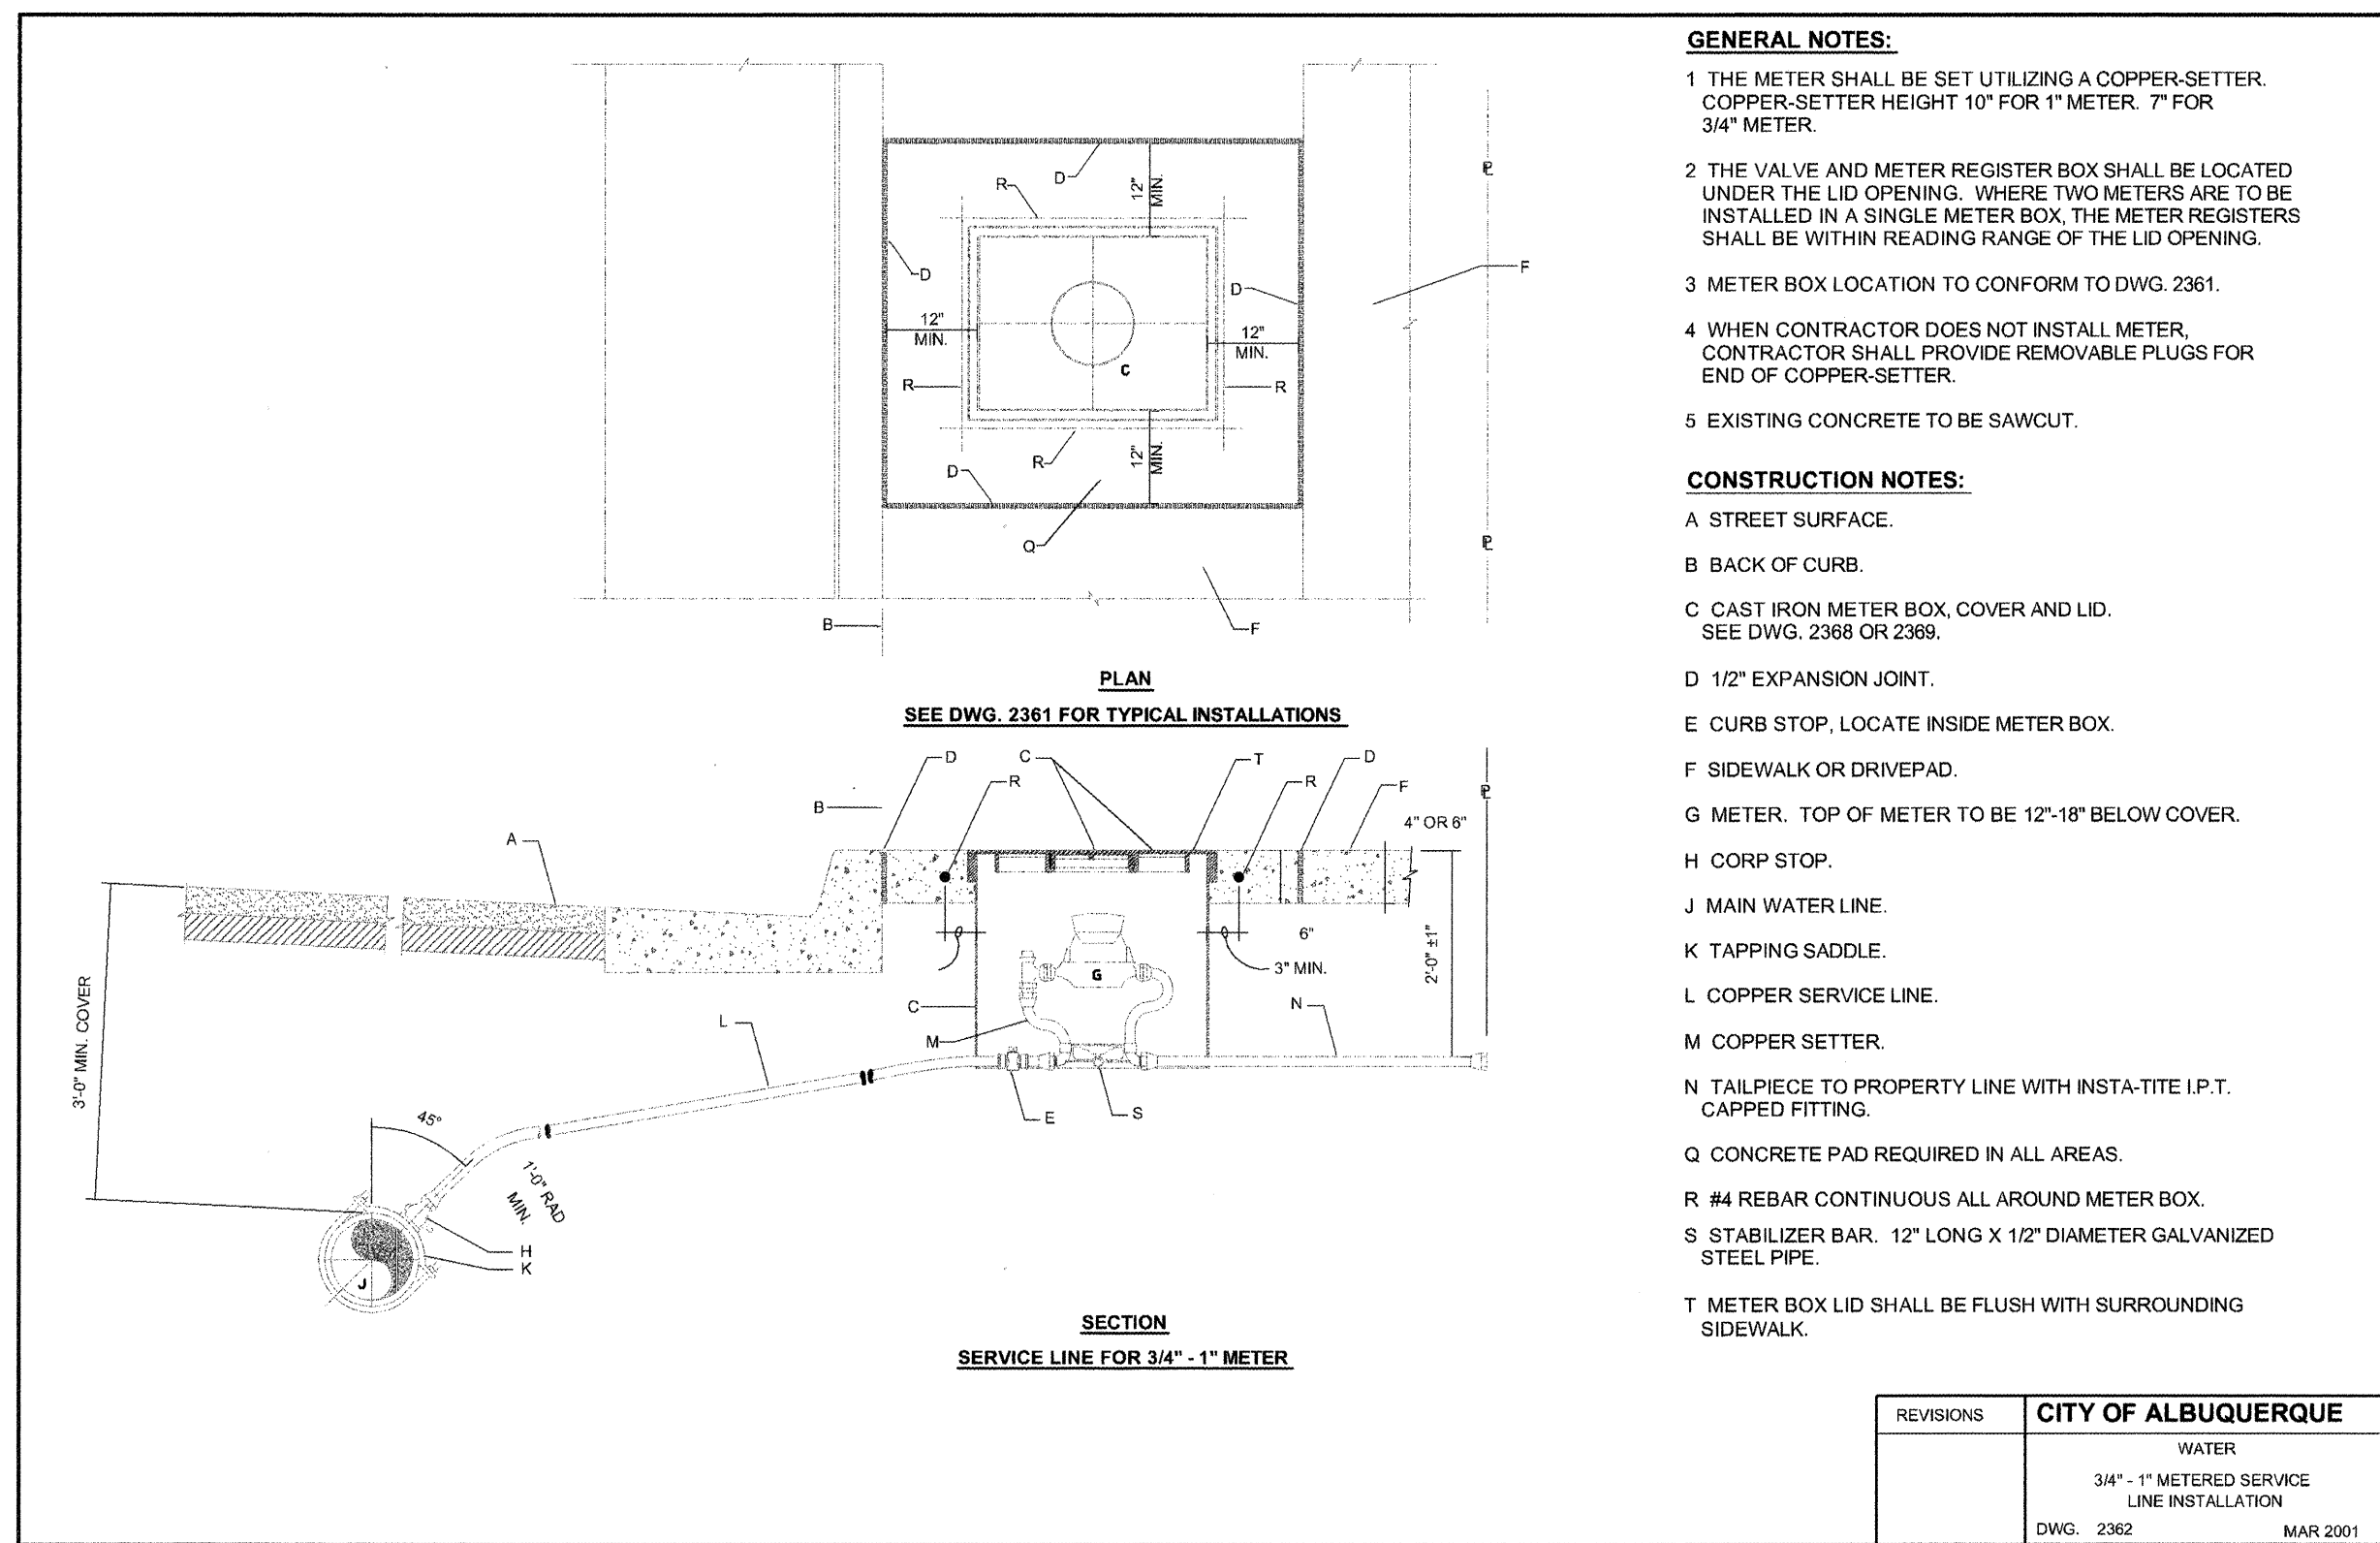 R
D
12"
MIN.
D
D
F
12"
MIN.
12"
MIN.
C
R
R
R
D
12"
MIN.
Q
B
F
PLAN
SEE DWG. 2361 FOR TYPICAL INSTALLATIONS
D
C
T
D
R
R
F
B
4" OR 6"
A
6"
3" MIN.
2'-0" ±1"
G
C
N
L
M
3'-0" MIN. COVER
45°
E
S
1'-0" RAD
MIN.
H
K
J
SECTION
SERVICE LINE FOR 3/4" - 1" METER
GENERAL NOTES:
1 THE METER SHALL BE SET UTILIZING A COPPER-SETTER.
COPPER-SETTER HEIGHT 10" FOR 1" METER. 7" FOR
3/4" METER.
2 THE VALVE AND METER REGISTER BOX SHALL BE LOCATED
UNDER THE LID OPENING. WHERE TWO METERS ARE TO BE
INSTALLED IN A SINGLE METER BOX, THE METER REGISTERS
SHALL BE WITHIN READING RANGE OF THE LID OPENING.
3 METER BOX LOCATION TO CONFORM TO DWG. 2361.
4 WHEN CONTRACTOR DOES NOT INSTALL METER,
CONTRACTOR SHALL PROVIDE REMOVABLE PLUGS FOR
END OF COPPER-SETTER.
5 EXISTING CONCRETE TO BE SAWCUT.
CONSTRUCTION NOTES:
A STREET SURFACE.
B BACK OF CURB.
C CAST IRON METER BOX, COVER AND LID.
SEE DWG. 2368 OR 2369.
D 1/2" EXPANSION JOINT.
E CURB STOP, LOCATE INSIDE METER BOX.
F SIDEWALK OR DRIVEPAD.
G METER. TOP OF METER TO BE 12"-18" BELOW COVER.
H CORP STOP.
J MAIN WATER LINE.
K TAPPING SADDLE.
L COPPER SERVICE LINE.
M COPPER SETTER.
N TAILPIECE TO PROPERTY LINE WITH INSTA-TITE I.P.T.
CAPPED FITTING.
Q CONCRETE PAD REQUIRED IN ALL AREAS.
R #4 REBAR CONTINUOUS ALL AROUND METER BOX.
S STABILIZER BAR. 12" LONG X 1/2" DIAMETER GALVANIZED
STEEL PIPE.
T METER BOX LID SHALL BE FLUSH WITH SURROUNDING
SIDEWALK.
REVISIONS
CITY OF ALBUQUERQUE
WATER
3/4" - 1" METERED SERVICE
LINE INSTALLATION
DWG. 2362 MAR 2001